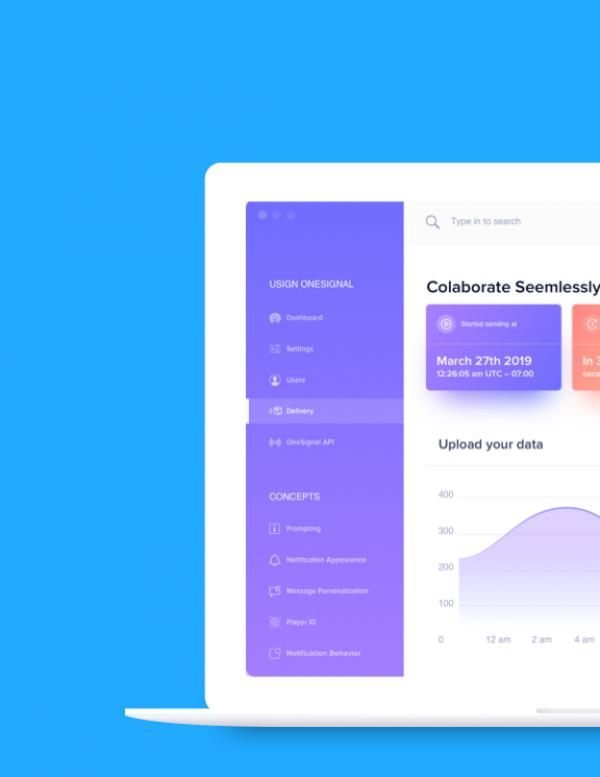 Type in to search
USIGN ONESIGNAL
Dashboard
Settings
Users
Delivery
OneSignal API
CONCEPTS
Prompting
Notification Appearance
Message Personalization
Player ID
Notification Behavior
Colaborate Seemlessly
Started sending at
March 27th 2019
12:26:05 am UTC – 07:00
In 3
seco
Upload your data
400
300
200
100
0 12 am 2 am 4 am